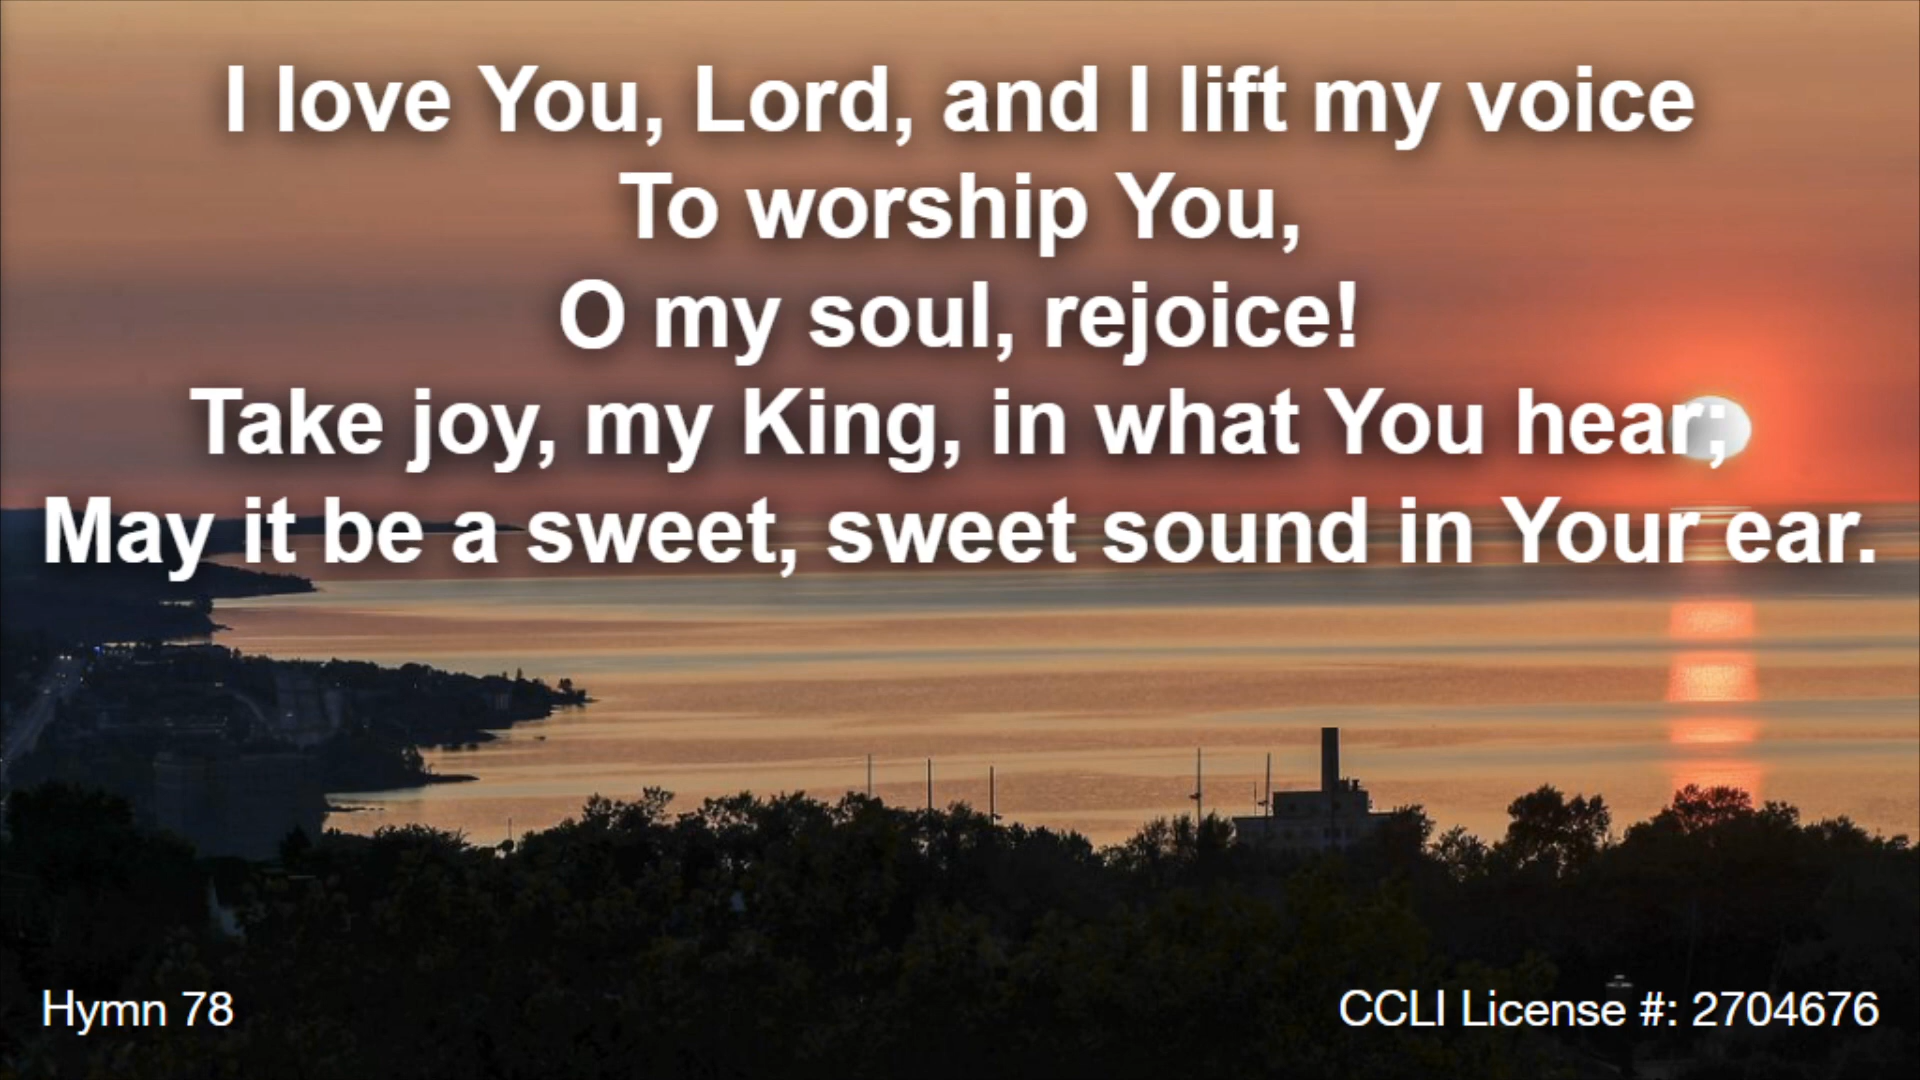 I love You, Lord, and I lift my voice
To worship You,
O my soul, rejoice!
Take joy, my King, in what You hear;
May it be a sweet, sweet sound in Your ear.
Hymn 78
CCLI License #: 2704676